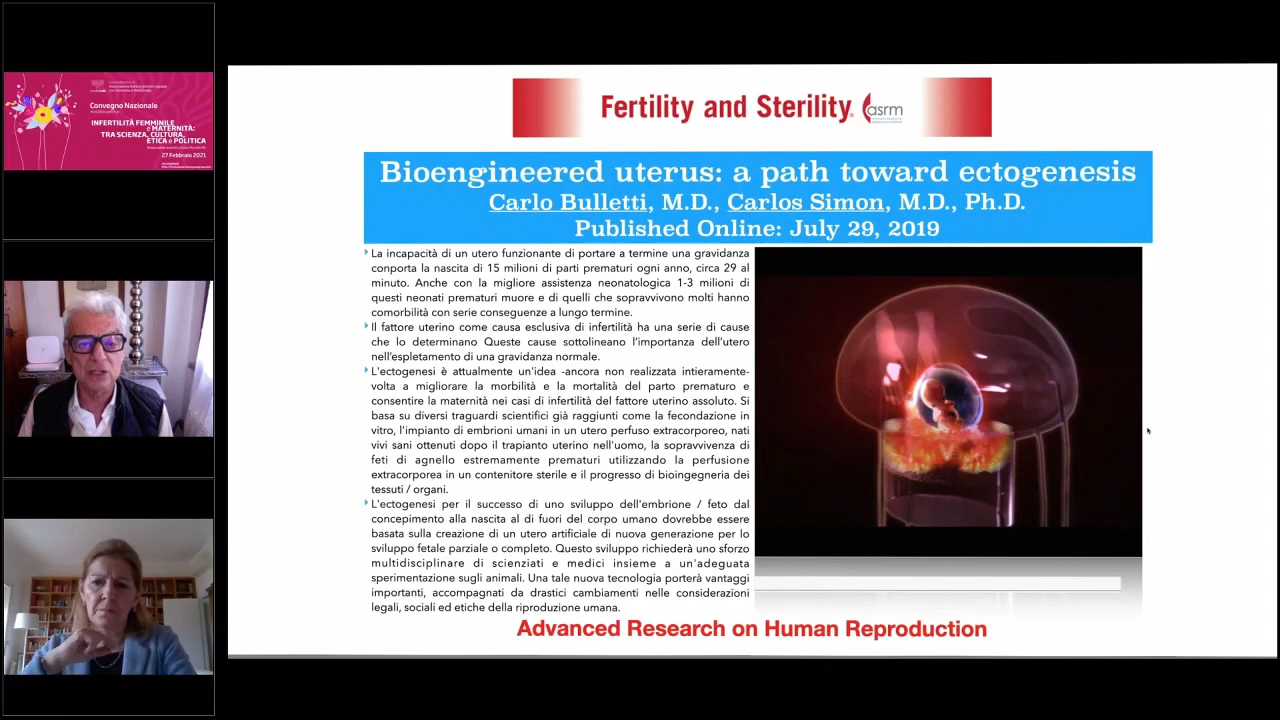 Convegno Nazionale
INFERTILITÀ FEMMINILE
e MATERNITÀ:
TRA SCIENZA, CULTURA,
ETICA e POLITICA
27 Febbraio 2021
Fertility and Sterility
asrm
Bioengineered uterus: a path toward ectogenesis
Carlo Bulletti, M.D., Carlos Simon, M.D., Ph.D.
Published Online: July 29, 2019
La incapacità di un utero funzionante di portare a termine una gravidanza
conporta la nascita di 15 milioni di parti prematuri ogni anno, circa 29 al
minuto. Anche con la migliore assistenza neonatologica 1-3 milioni di
questi neonati prematuri muore e di quelli che sopravvivono molti hanno
comorbilità con serie conseguenze a lungo termine.
Il fattore uterino come causa esclusiva di infertilità ha una serie di cause
che lo determinano Queste cause sottolineano l'importanza dell'utero
nell'espletamento di una gravidanza normale.
L'ectogenesi è attualmente un'idea -ancora non realizzata intieramente-
volta a migliorare la morbilità e la mortalità del parto prematuro e
consentire la maternità nei casi di infertilità del fattore uterino assoluto. Si
basa su diversi traguardi scientifici già raggiunti come la fecondazione in
vitro, l'impianto di embrioni umani in un utero perfuso extracorporeo, nati
vivi sani ottenuti dopo il trapianto uterino nell'uomo, la sopravvivenza di
feti di agnello estremamente prematuri utilizzando la perfusione
extracorporea in un contenitore sterile e il progresso di bioingegneria dei
tessuti / organi.
L'ectogenesi per il successo di uno sviluppo dell'embrione / feto dal
concepimento alla nascita al di fuori del corpo umano dovrebbe essere
basata sulla creazione di un utero artificiale di nuova generazione per lo
sviluppo fetale parziale o completo. Questo sviluppo richiederà uno sforzo
multidisciplinare di scienziati e medici insieme a un'adeguata
sperimentazione sugli animali. Una tale nuova tecnologia porterà vantaggi
importanti, accompagnati da drastici cambiamenti nelle considerazioni
legali, sociali ed etiche della riproduzione umana.
Advanced Research on Human Reproduction